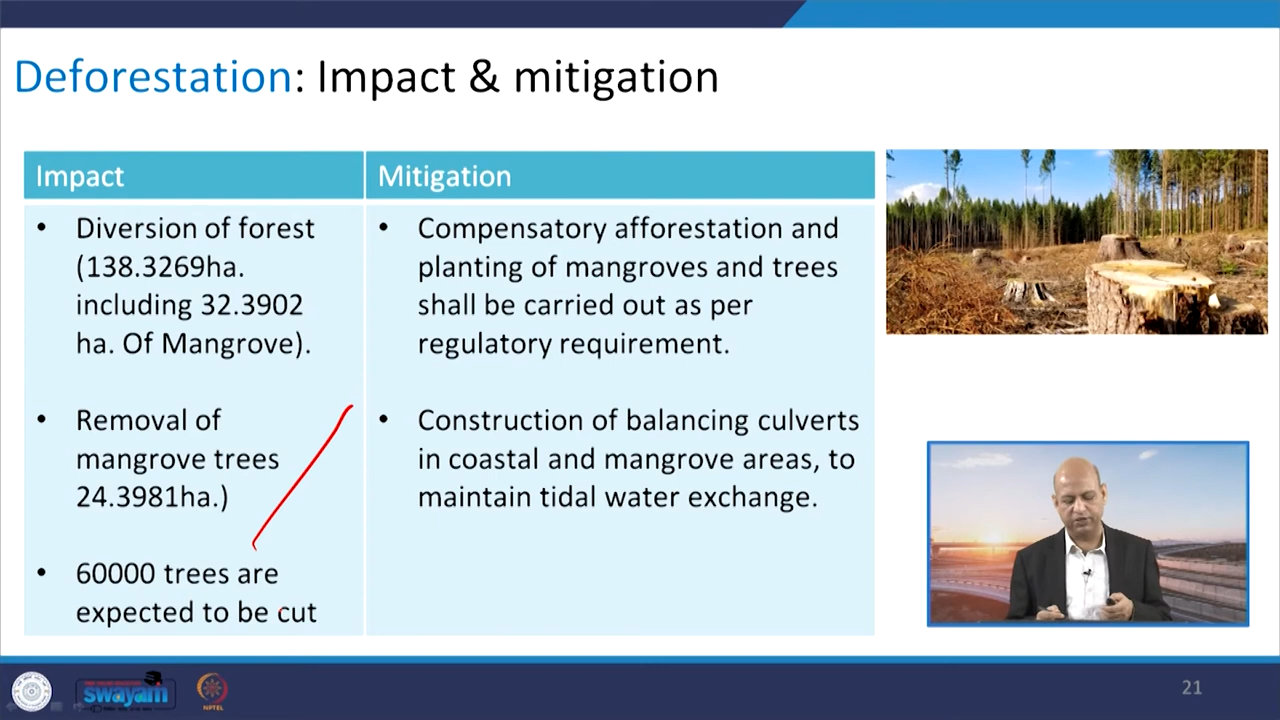 Deforestation: Impact & mitigation
Impact
Mitigation
• Diversion of forest
(138.3269ha.
including 32.3902
ha. Of Mangrove).
• Removal of
mangrove trees
24.3981ha.)
• 60000 trees are
expected to be cut
• Compensatory afforestation and
planting of mangroves and trees
shall be carried out as per
regulatory requirement.
• Construction of balancing culverts
in coastal and mangrove areas, to
maintain tidal water exchange.
swayam
NPTEL
21